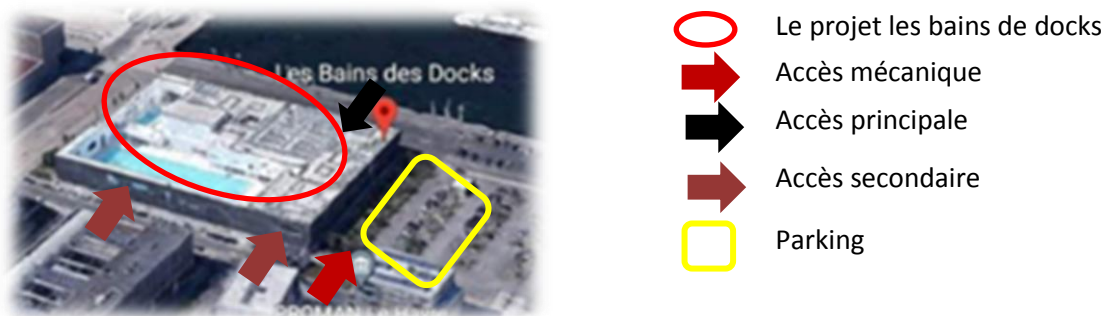 Les Bains des Docks
Le projet les bains de docks
Accès mécanique
Accès principale
Accès secondaire
Parking